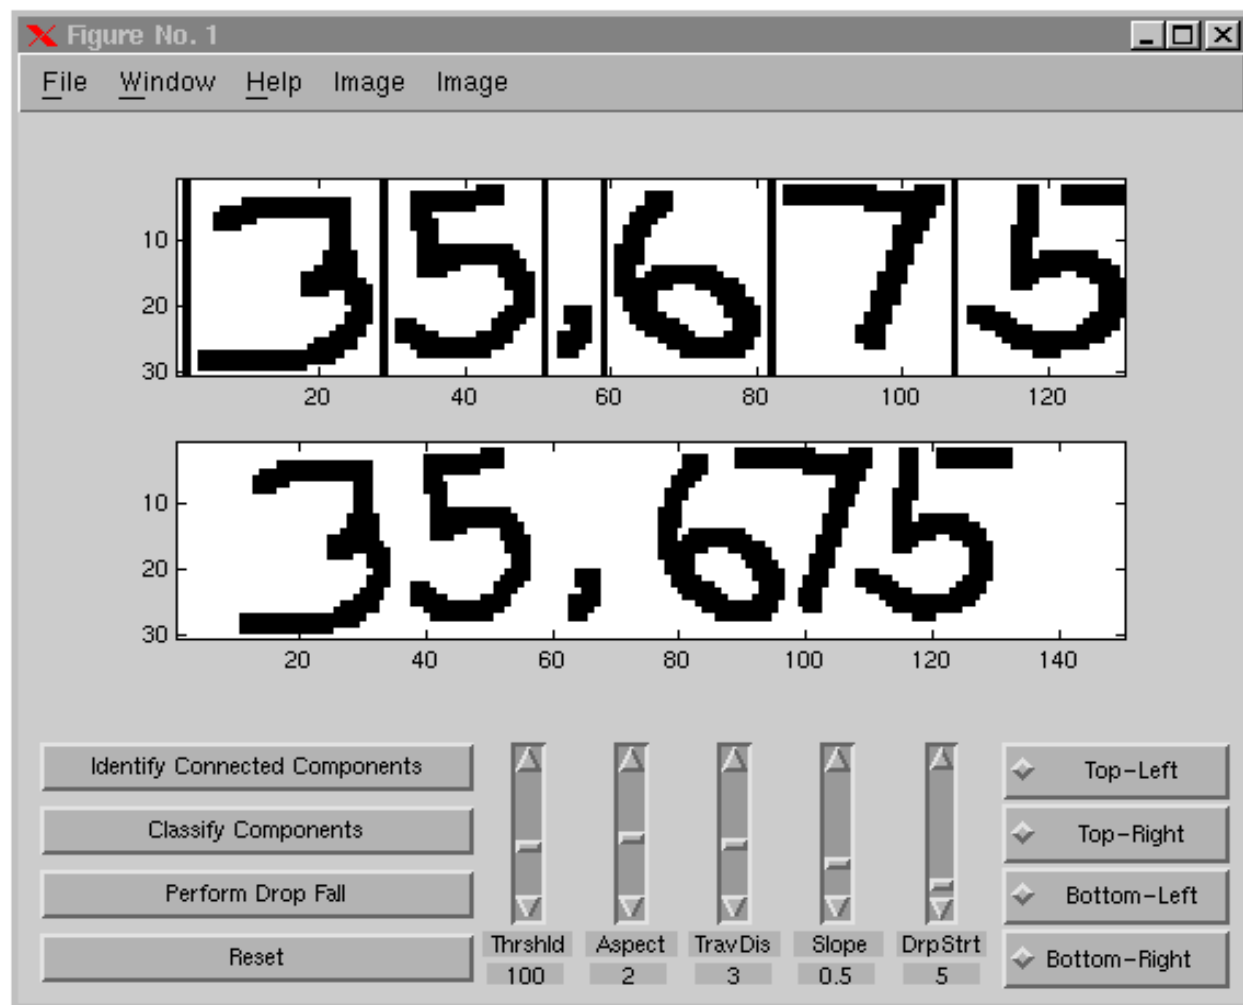 Figure No. 1
File Window Help Image Image
35,675
10
20
30
20 40 60 80 100 120
35,675
10
20
30
20 40 60 80 100 120 140
Identify Connected Components
Classify Components
Perform Drop Fall
Reset
Thrshld Aspect TravDis Slope DrpStrt
100 2 3 0.5 5
Top-Left
Top-Right
Bottom-Left
Bottom-Right